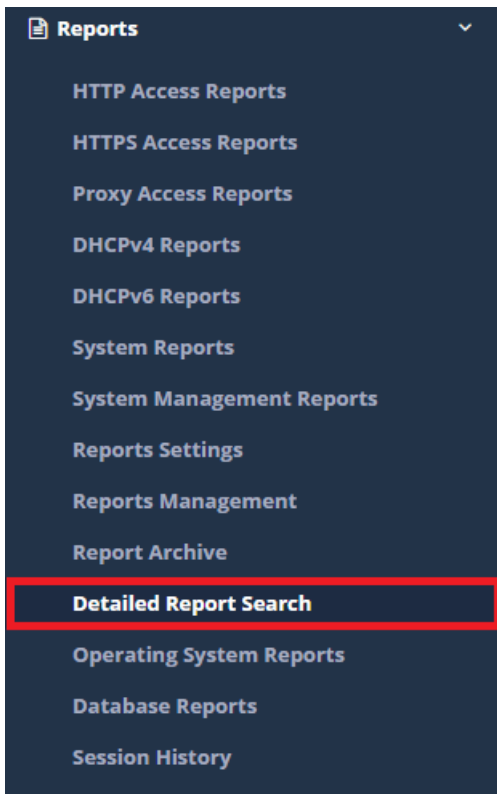 Reports
HTTP Access Reports
HTTPS Access Reports
Proxy Access Reports
DHCPv4 Reports
DHCPv6 Reports
System Reports
System Management Reports
Reports Settings
Reports Management
Report Archive
Detailed Report Search
Operating System Reports
Database Reports
Session History